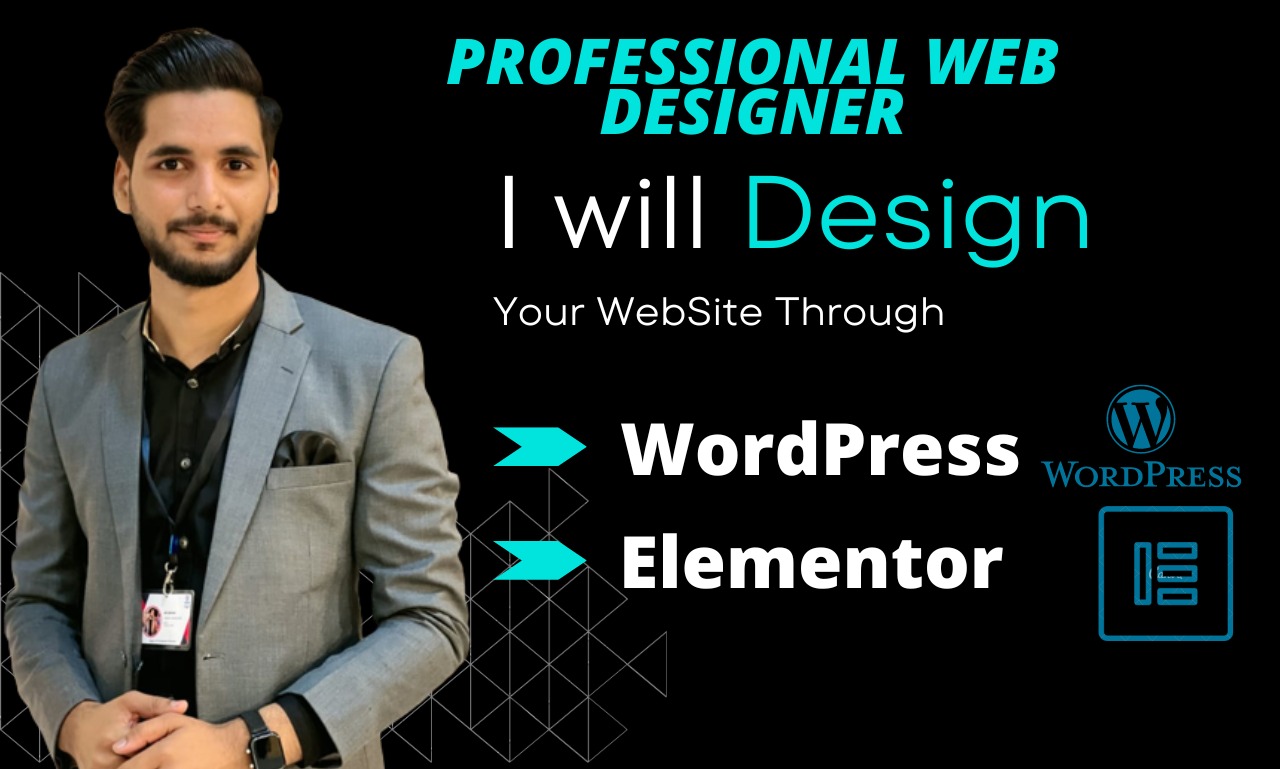 PROFESSIONAL WEB
DESIGNER
I will Design
Your WebSite Through
WordPress
WORDPRESS
Elementor